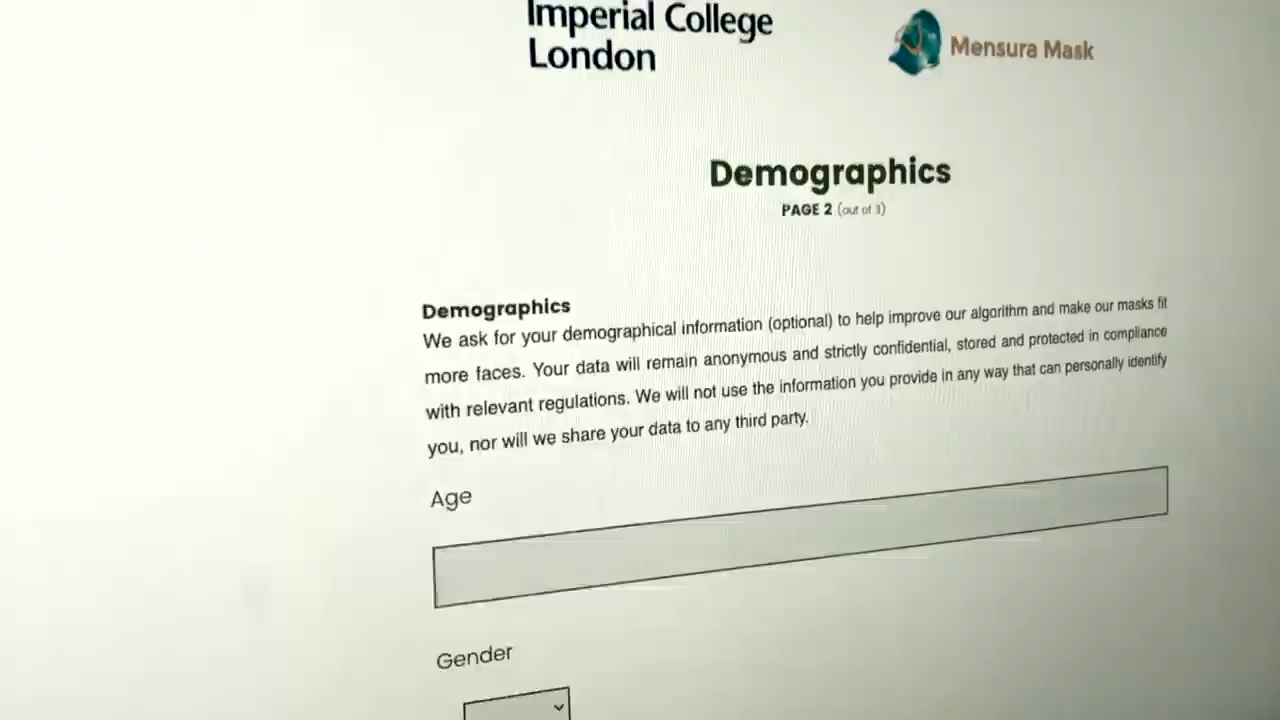 Imperial College
London
Mensura Mask
Demographics
PAGE 2 (out of 3)
Demographics
We ask for your demographical information (optional) to help improve our algorithm and make our masks fit
more faces. Your data will remain anonymous and strictly confidential, stored and protected in compliance
with relevant regulations. We will not use the information you provide in any way that can personally identify
you, nor will we share your data to any third party.
Age
Gender